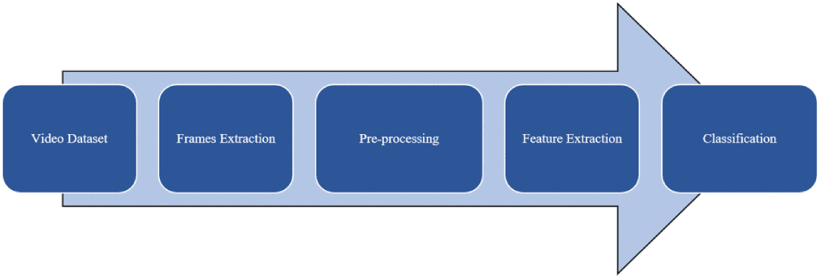 Video Dataset
Frames Extraction
Pre-processing
Feature Extraction
Classification